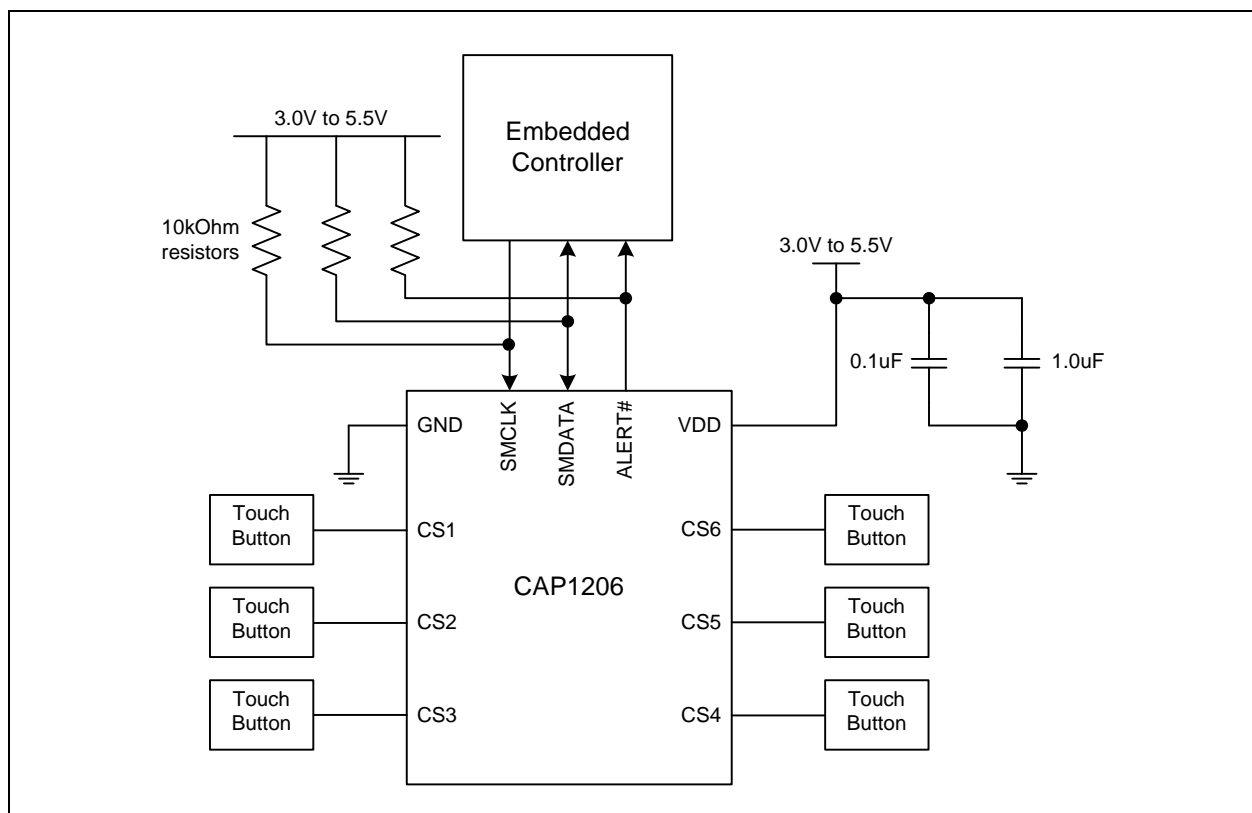 Embedded
Controller
3.0V to 5.5V
10kOhm
resistors
3.0V to 5.5V
0.1uF
1.0uF
GND
SMCLK
SMDATA
ALERT#
VDD
Touch
Button
CS1
CS6
Touch
Button
CAP1206
Touch
Button
CS2
CS5
Touch
Button
Touch
Button
CS3
CS4
Touch
Button